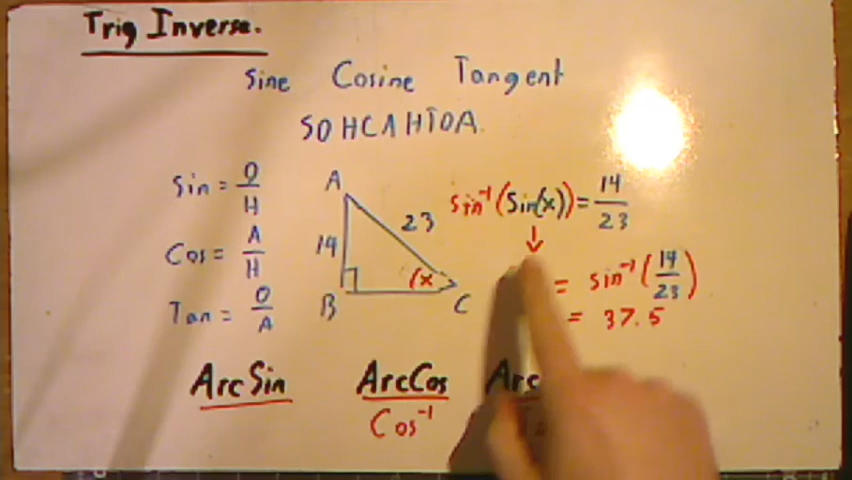 Trig Inverse.
Sine Cosine Tangent
SOHCAHTOA
Sin = O/H
Cos = A/H
Tan = O/A
A
23
14
(x
B
C
sin⁻¹(Sin(x)) = 14/23
= sin⁻¹(14/23)
= 37.5
ArcSin ArcCos
Cos⁻¹